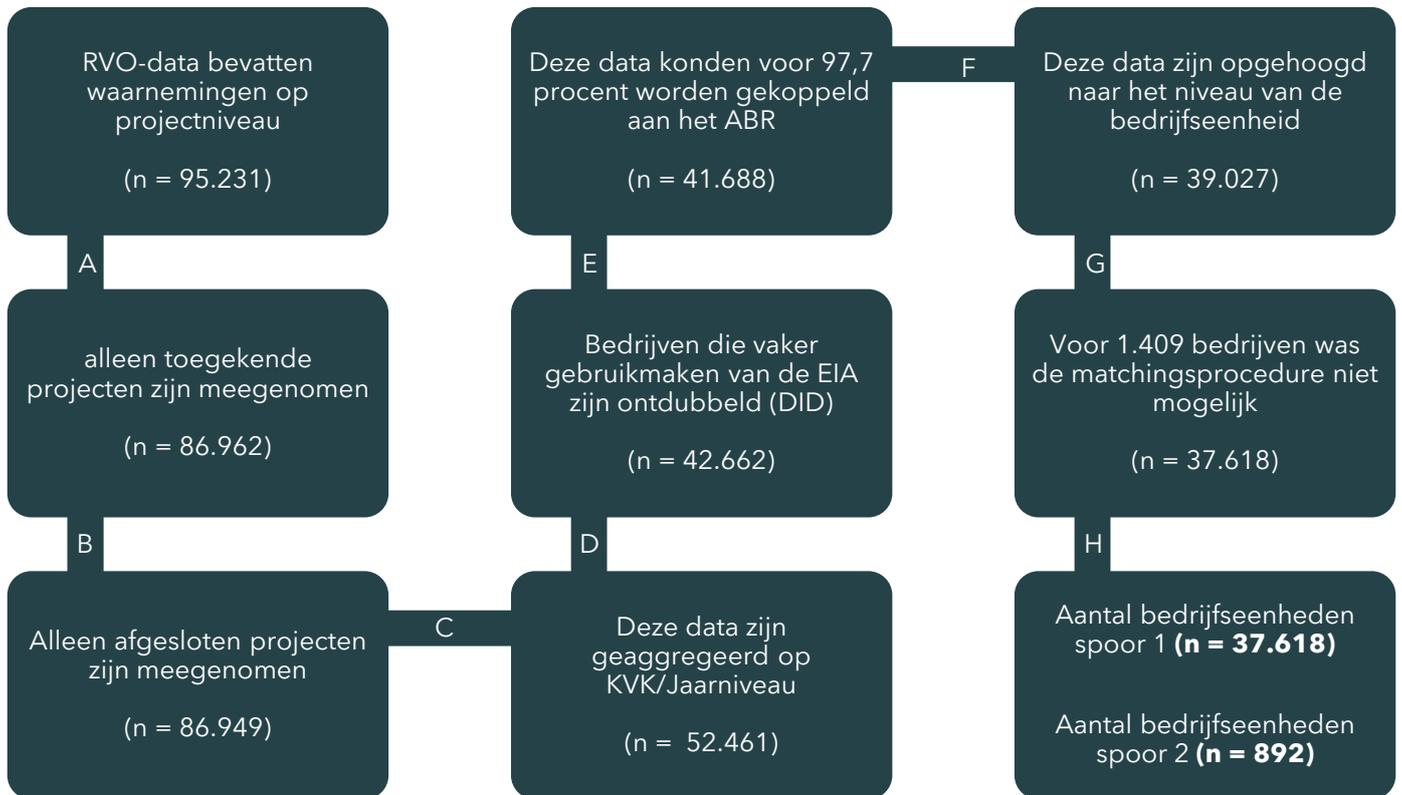 RVO-data bevatten
waarnemingen op
projectniveau
(n = 95.231)
A
alleen toegekende
projecten zijn meegenomen
(n = 86.962)
B
Alleen afgesloten projecten
zijn meegenomen
(n = 86.949)
C
Deze data zijn
geaggregeerd op
KVK/Jaarniveau
(n =  52.461)
D
Bedrijven die vaker
gebruikmaken van de EIA
zijn ontdubbeld (DID)
(n = 42.662)
E
Deze data konden voor 97,7
procent worden gekoppeld
aan het ABR
(n = 41.688)
F
Deze data zijn opgehoogd
naar het niveau van de
bedrijfseenheid
(n = 39.027)
G
Voor 1.409 bedrijven was
de matchingsprocedure niet
mogelijk
(n = 37.618)
H
Aantal bedrijfseenheden
spoor 1 (n = 37.618)
Aantal bedrijfseenheden
spoor 2 (n = 892)